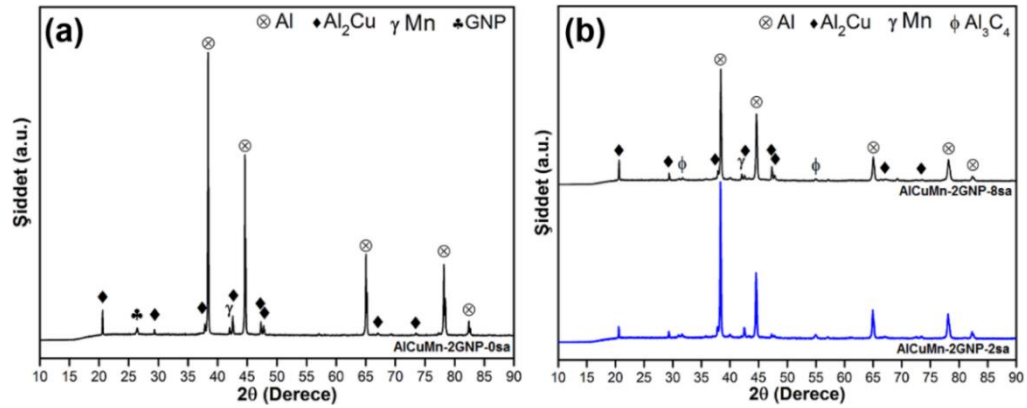 (a)
⊗ Al ♦ Al₂Cu γ Mn ♣ GNP
Şiddet (a.u.)
AlCuMn-2GNP-0sa
10 15 20 25 30 35 40 45 50 55 60 65 70 75 80 85 90
2θ (Derece)
(b)
⊗ Al ♦ Al₂Cu γ Mn ϕ Al₃C₄
Şiddet (a.u.)
AlCuMn-2GNP-8sa
AlCuMn-2GNP-2sa
10 15 20 25 30 35 40 45 50 55 60 65 70 75 80 85 90
2θ (Derece)